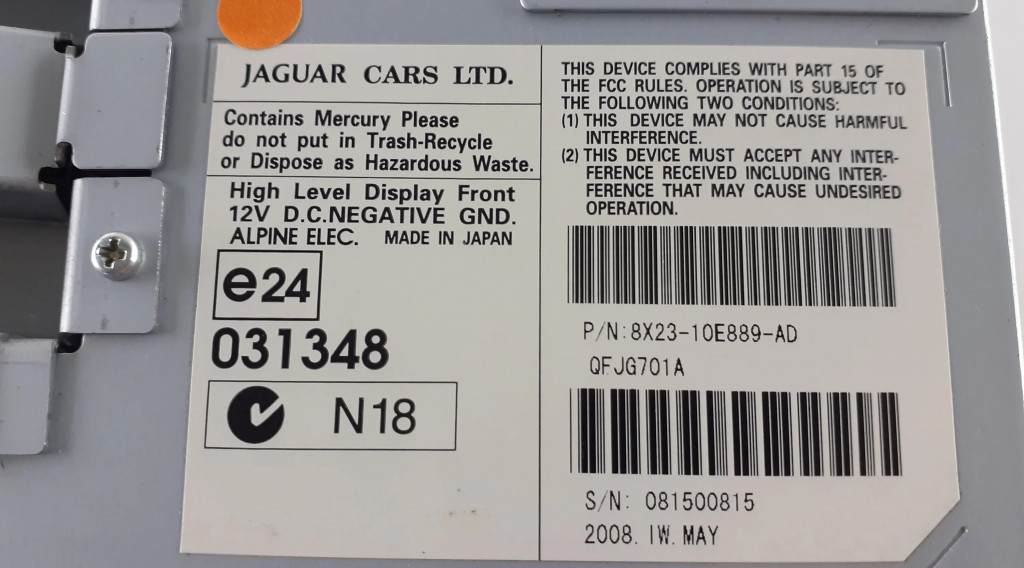 JAGUAR CARS LTD.
Contains Mercury Please
do not put in Trash-Recycle
or Dispose as Hazardous Waste.
High Level Display Front
12V D.C.NEGATIVE GND.
ALPINE ELEC. MADE IN JAPAN
e24
031348
N18
THIS DEVICE COMPLIES WITH PART 15 OF
THE FCC RULES. OPERATION IS SUBJECT TO
THE FOLLOWING TWO CONDITIONS:
(1) THIS DEVICE MAY NOT CAUSE HARMFUL
INTERFERENCE.
(2) THIS DEVICE MUST ACCEPT ANY INTER-
FERENCE RECEIVED INCLUDING INTER-
FERENCE THAT MAY CAUSE UNDESIRED
OPERATION.
P/N:8X23-10E889-AD
QFJG701A
S/N: 081500815
2008. IW. MAY